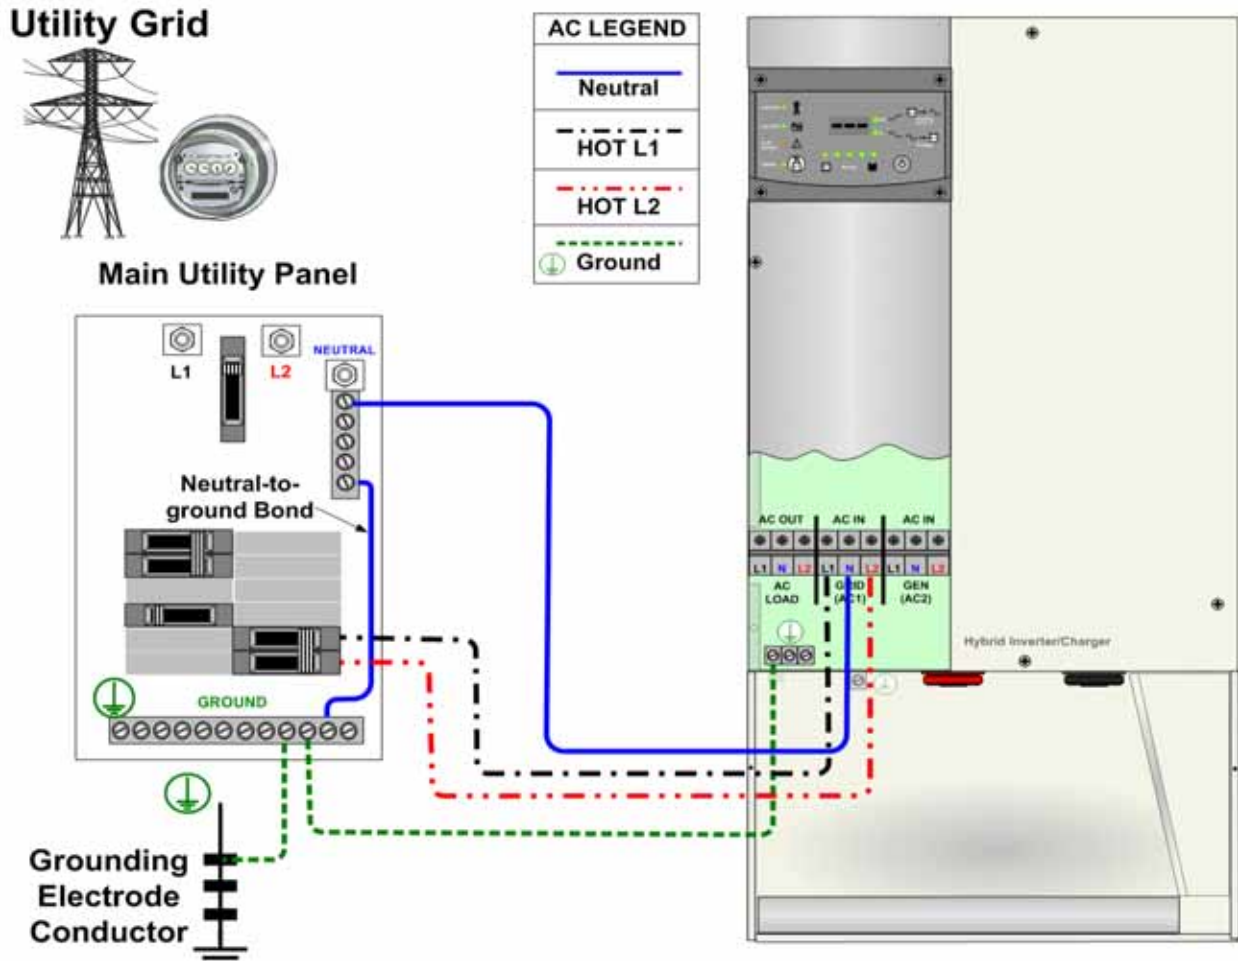 Utility Grid
AC LEGEND
Neutral
HOT L1
HOT L2
Ground
Main Utility Panel
L1
L2
NEUTRAL
Neutral-to-
ground Bond
GROUND
Grounding
Electrode
Conductor
AC OUT AC IN AC IN
L1 N L2 L1 N L2 L1 N L2
AC
LOAD
GRID
(AC1)
GEN
(AC2)
Hybrid Inverter/Charger